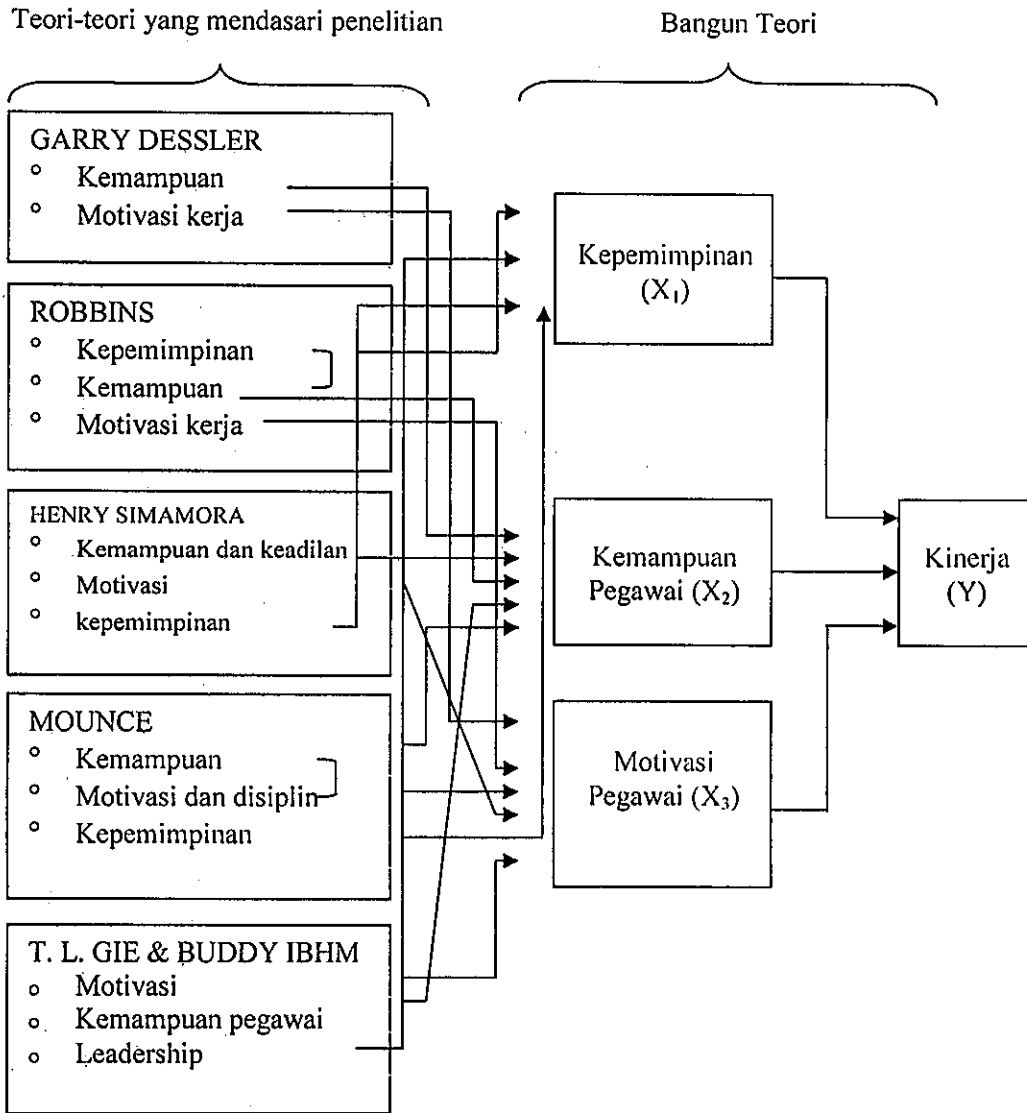 Teori-teori yang mendasari penelitian
Bangun Teori
GARRY DESSLER
° Kemampuan
° Motivasi kerja
ROBBINS
° Kepemimpinan
° Kemampuan
° Motivasi kerja
HENRY SIMAMORA
° Kemampuan dan keadilan
° Motivasi
° kepemimpinan
MOUNCE
° Kemampuan
° Motivasi dan disiplin
° Kepemimpinan
T. L. GIE & BUDDY IBHM
o Motivasi
o Kemampuan pegawai
o Leadership
Kepemimpinan
(X₁)
Kemampuan
Pegawai (X₂)
Motivasi
Pegawai (X₃)
Kinerja
(Y)